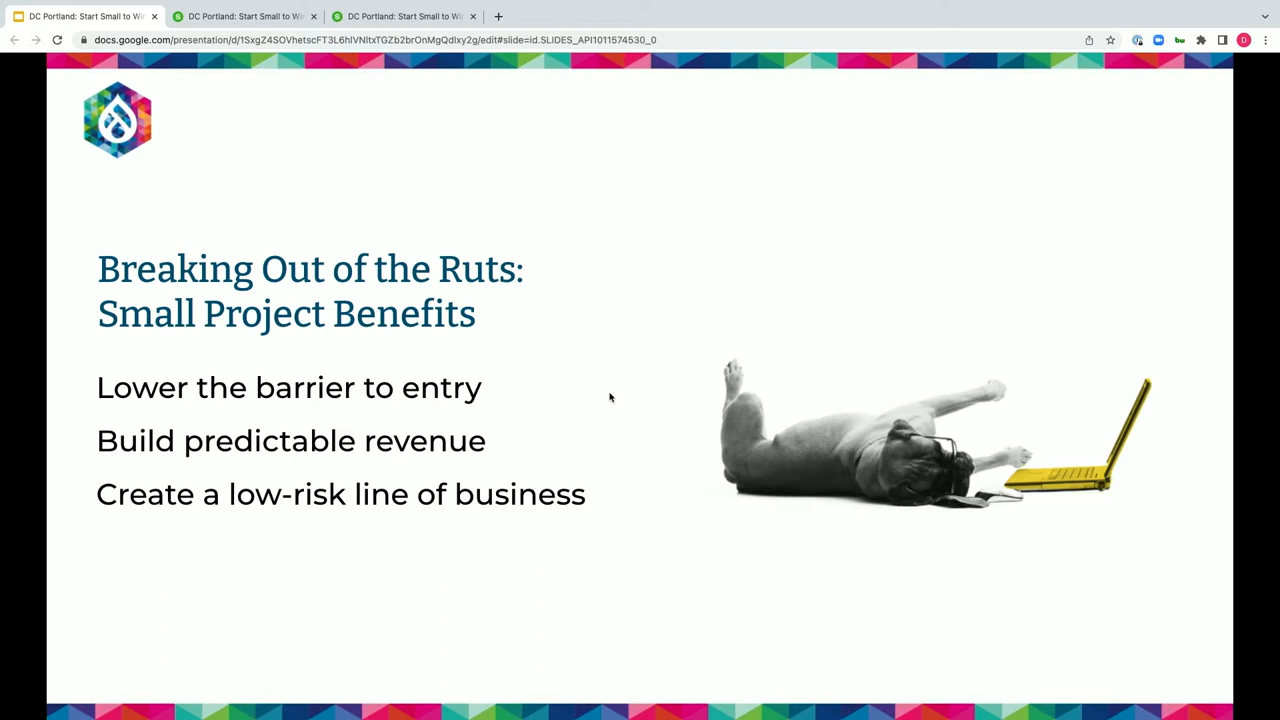 DC Portland: Start Small to Wi
DC Portland: Start Small to Wi
DC Portland: Start Small to Wi
docs.google.com/presentation/d/1SxgZ4SOVhetscFT3L6hIVNltxTGZb2brOnMgQdlxy2g/edit#slide=id.SLIDES_API1011574530_0
bw
D
Breaking Out of the Ruts:
Small Project Benefits
Lower the barrier to entry
Build predictable revenue
Create a low-risk line of business